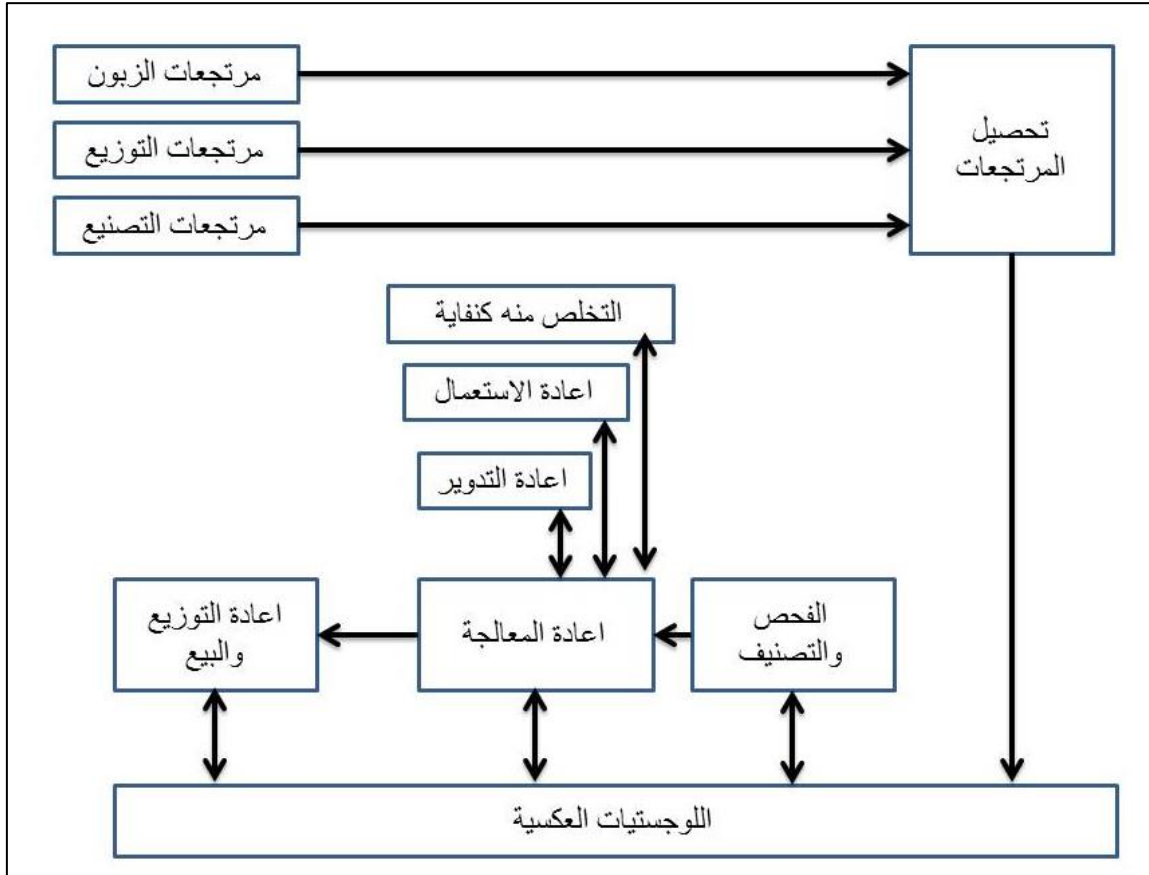 مرتجعات الزبون
مرتجعات التوزيع
مرتجعات التصنيع
تحصيل
المرتجعات
التخلص منه كنفاية
اعادة الاستعمال
اعادة التدوير
الفحص
والتصنيف
اعادة المعالجة
اعادة التوزيع
والبيع
اللوجستيات العكسية